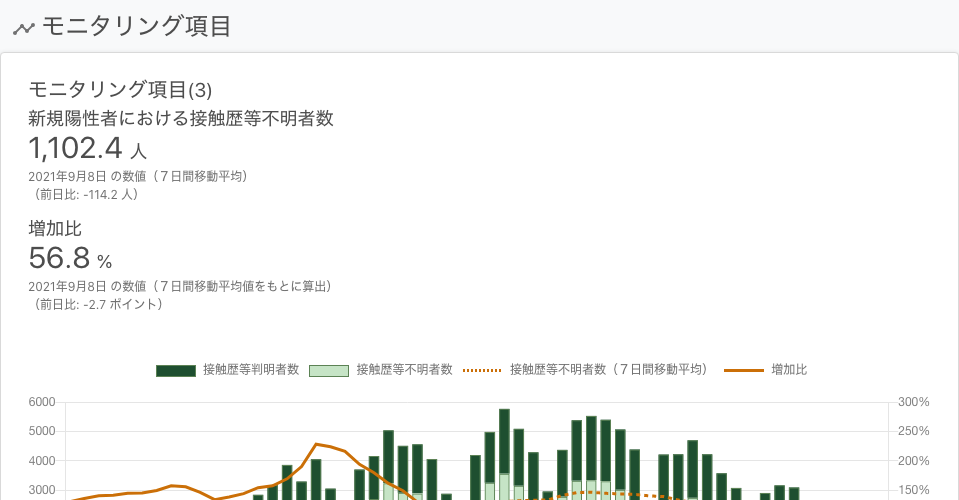 モニタリング項目
モニタリング項目(3)
新規陽性者における接触歴等不明者数
1,102.4 人
2021年9月8日 の数値（７日間移動平均）
（前日比: -114.2 人）
増加比
56.8 %
2021年9月8日 の数値（７日間移動平均値をもとに算出）
（前日比: -2.7 ポイント）
接触歴等判明者数 接触歴等不明者数 接触歴等不明者数（７日間移動平均） 増加比
6000 300%
5000 250%
4000 200%
3000 150%